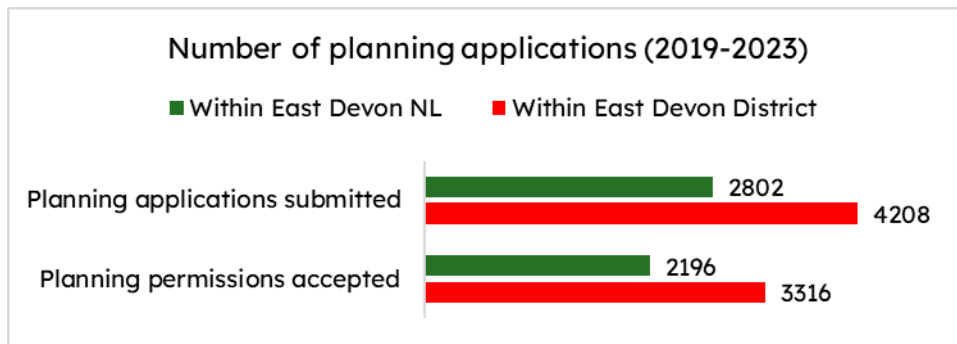 Number of planning applications (2019-2023)
Within East Devon NL Within East Devon District
Planning applications submitted 2802
4208
Planning permissions accepted 2196
3316